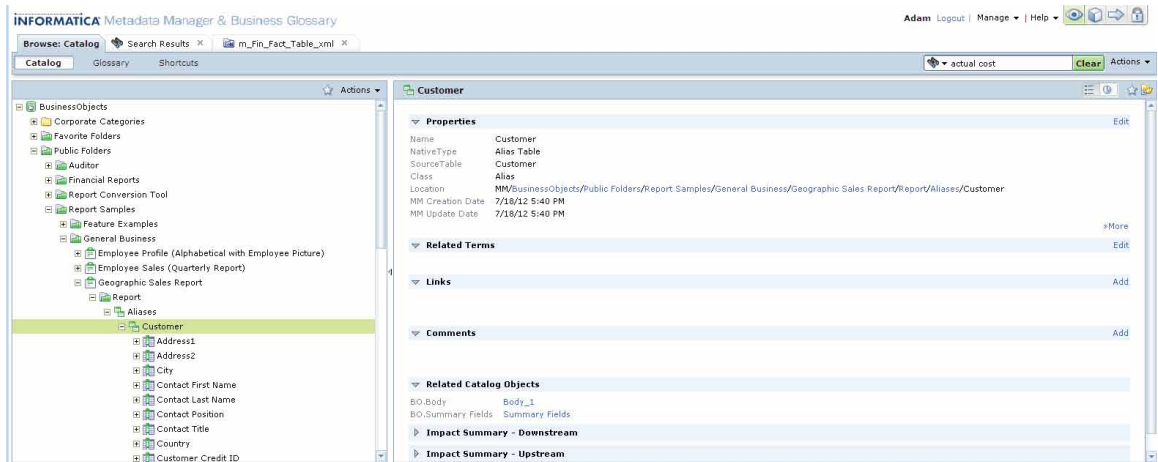 INFORMATICA Metadata Manager & Business Glossary
Adam Logout | Manage | Help
Browse: Catalog Search Results × m_Fin_Fact_Table_xml ×
Catalog Glossary Shortcuts actual cost Clear Actions
Actions
BusinessObjects
Corporate Categories
Favorite Folders
Public Folders
Auditor
Financial Reports
Report Conversion Tool
Report Samples
Feature Examples
General Business
Employee Profile (Alphabetical with Employee Picture)
Employee Sales (Quarterly Report)
Geographic Sales Report
Report
Aliases
Customer
Address1
Address2
City
Contact First Name
Contact Last Name
Contact Position
Contact Title
Country
Customer Credit ID
Customer
Properties Edit
Name Customer
NativeType Alias Table
SourceTable Customer
Class Alias
Location MM/BusinessObjects/Public Folders/Report Samples/General Business/Geographic Sales Report/Report/Aliases/Customer
MM Creation Date 7/18/12 5:40 PM
MM Update Date 7/18/12 5:40 PM
»More
Related Terms Edit
Links Add
Comments Add
Related Catalog Objects
BO.Body Body_1
BO.Summary Fields Summary Fields
Impact Summary - Downstream
Impact Summary - Upstream